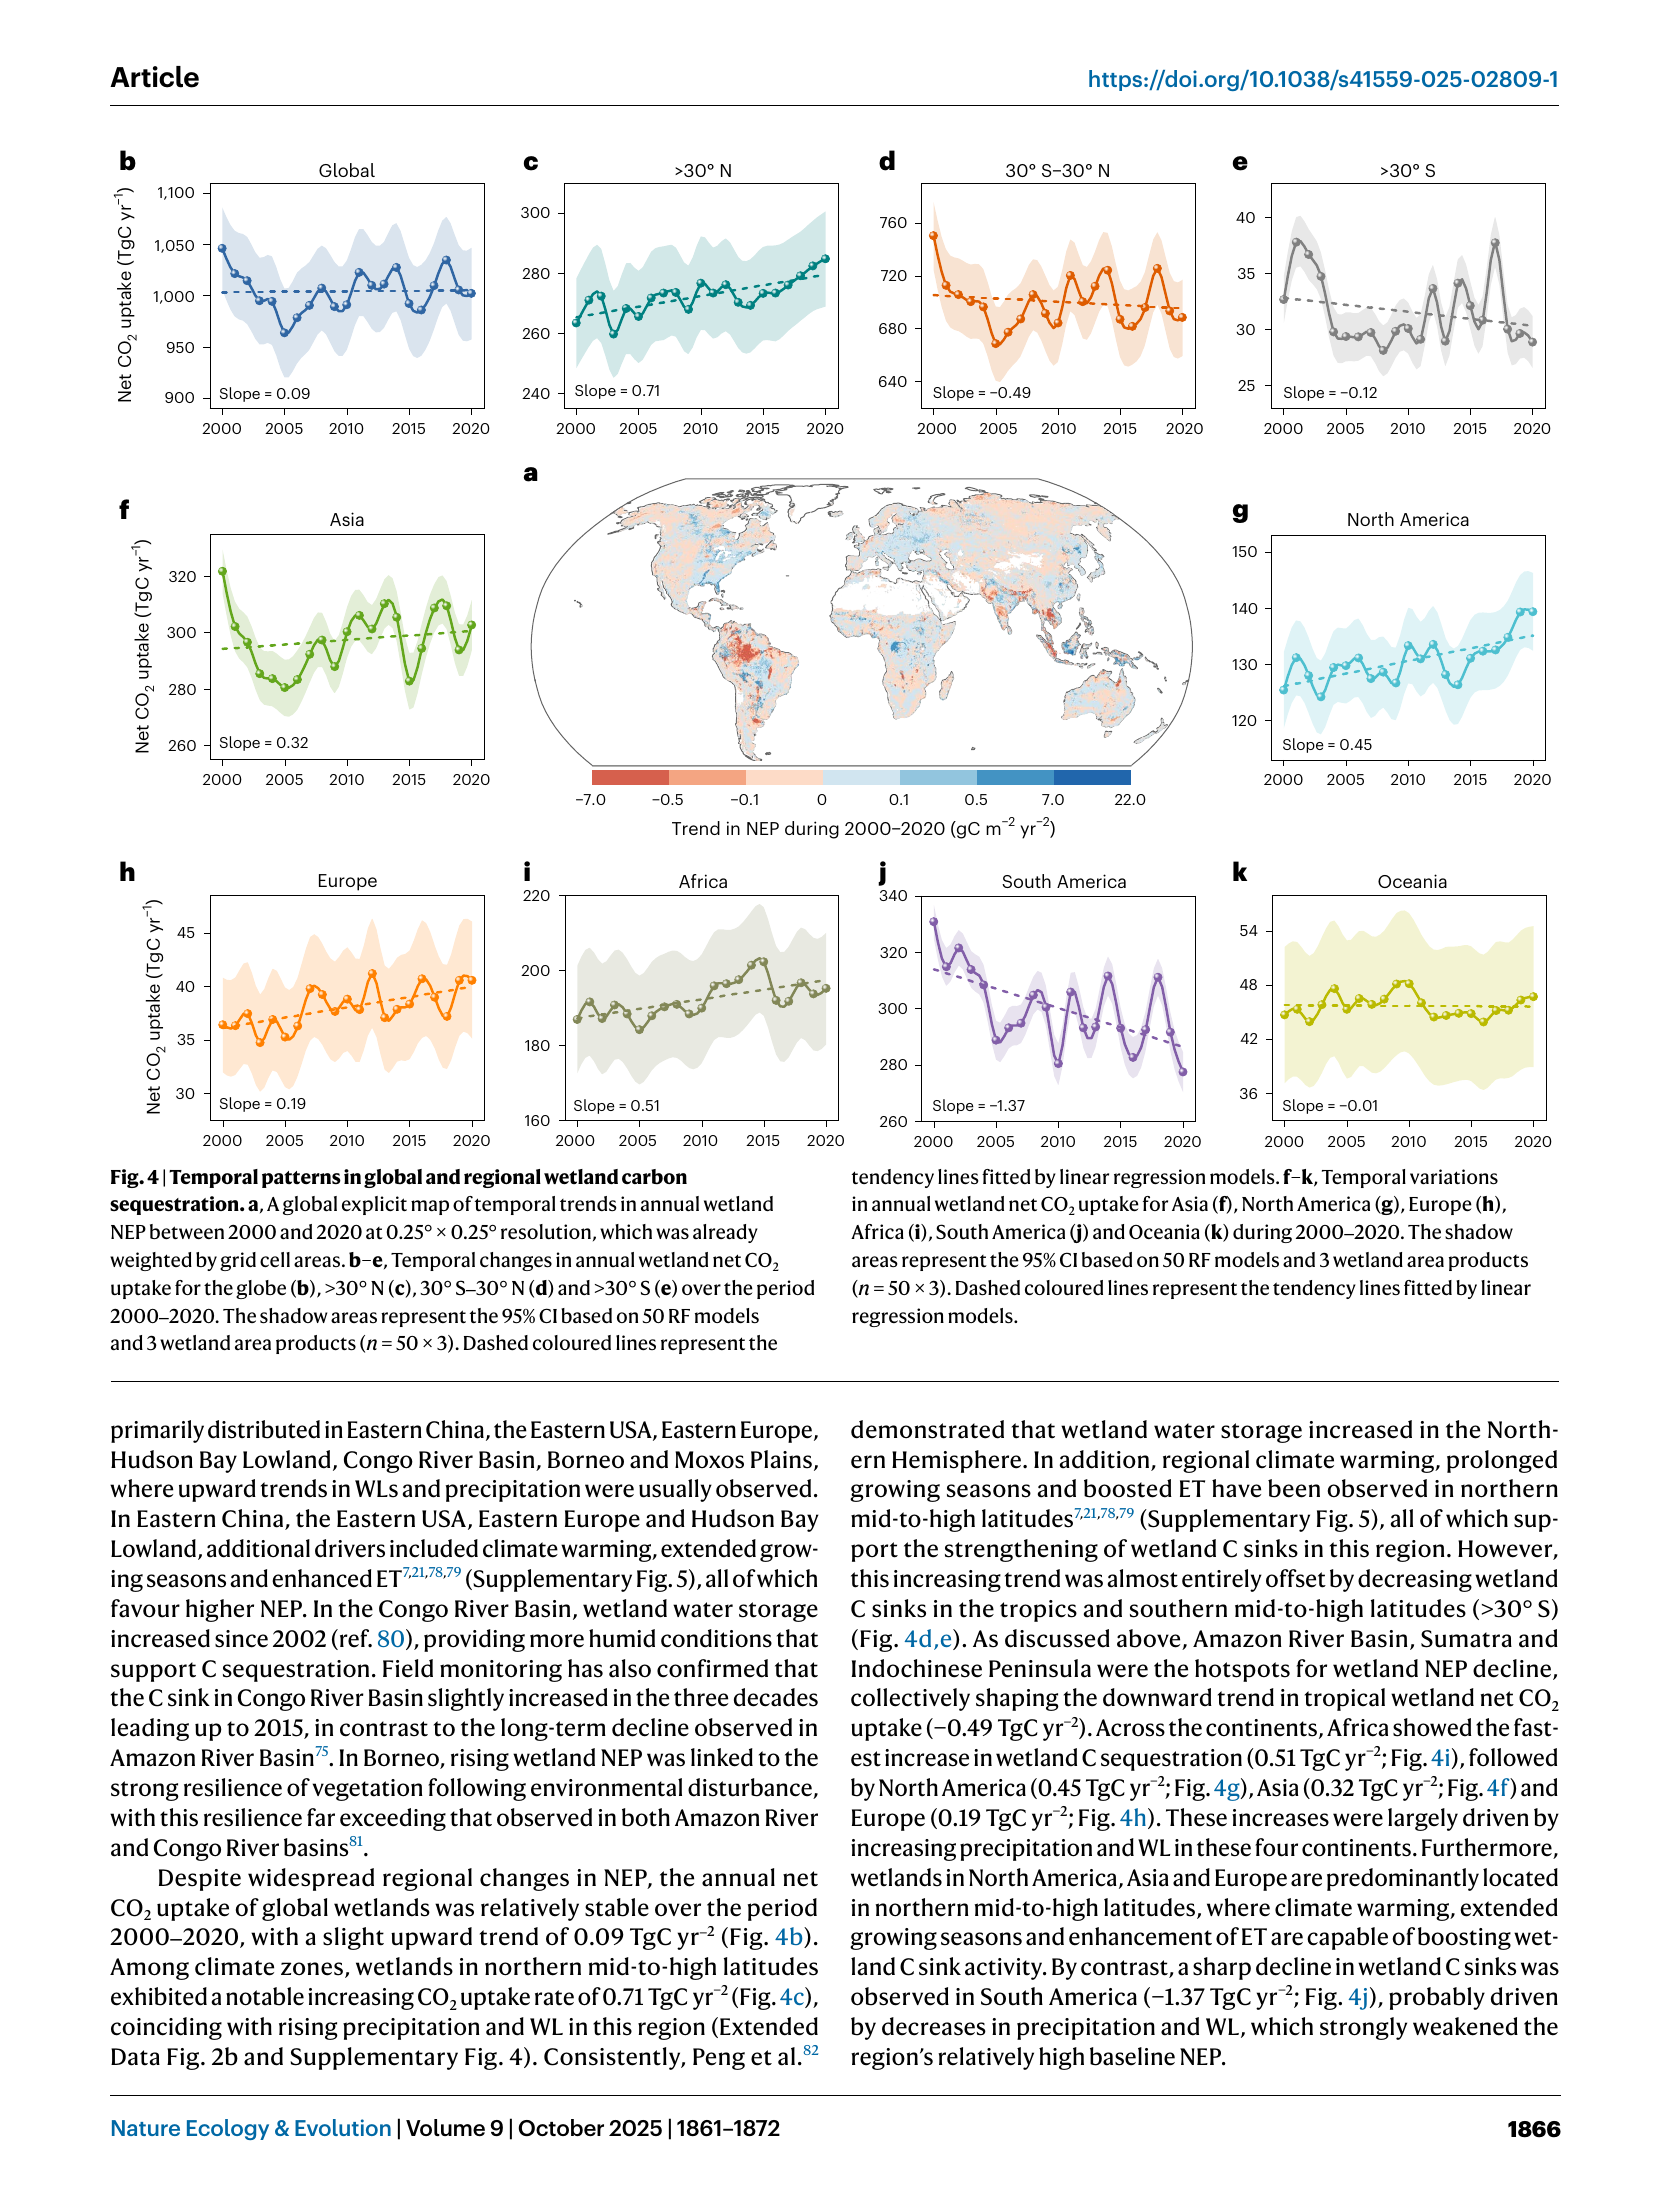 Article
https://doi.org/10.1038/s41559-025-02809-1
b
Global
Net CO₂ uptake (TgC yr⁻¹)
1,100
1,050
1,000
950
900
Slope = 0.09
2000 2005 2010 2015 2020
c
>30° N
300
280
260
240
Slope = 0.71
2000 2005 2010 2015 2020
d
30° S–30° N
760
720
680
640
Slope = −0.49
2000 2005 2010 2015 2020
e
>30° S
40
35
30
25
Slope = −0.12
2000 2005 2010 2015 2020
f
Asia
Net CO₂ uptake (TgC yr⁻¹)
320
300
280
260
Slope = 0.32
2000 2005 2010 2015 2020
a
−7.0 −0.5 −0.1 0 0.1 0.5 7.0 22.0
Trend in NEP during 2000–2020 (gC m⁻² yr⁻²)
g
North America
150
140
130
120
Slope = 0.45
2000 2005 2010 2015 2020
h
Europe
Net CO₂ uptake (TgC yr⁻¹)
45
40
35
30
Slope = 0.19
2000 2005 2010 2015 2020
i
Africa
220
200
180
160
Slope = 0.51
2000 2005 2010 2015 2020
j
South America
340
320
300
280
260
Slope = −1.37
2000 2005 2010 2015 2020
k
Oceania
54
48
42
36
Slope = −0.01
2000 2005 2010 2015 2020
Fig. 4 | Temporal patterns in global and regional wetland carbon
sequestration. a, A global explicit map of temporal trends in annual wetland
NEP between 2000 and 2020 at 0.25° × 0.25° resolution, which was already
weighted by grid cell areas. b–e, Temporal changes in annual wetland net CO₂
uptake for the globe (b), >30° N (c), 30° S–30° N (d) and >30° S (e) over the period
2000–2020. The shadow areas represent the 95% CI based on 50 RF models
and 3 wetland area products (n = 50 × 3). Dashed coloured lines represent the
tendency lines fitted by linear regression models. f–k, Temporal variations
in annual wetland net CO₂ uptake for Asia (f), North America (g), Europe (h),
Africa (i), South America (j) and Oceania (k) during 2000–2020. The shadow
areas represent the 95% CI based on 50 RF models and 3 wetland area products
(n = 50 × 3). Dashed coloured lines represent the tendency lines fitted by linear
regression models.
primarily distributed in Eastern China, the Eastern USA, Eastern Europe,
Hudson Bay Lowland, Congo River Basin, Borneo and Moxos Plains,
where upward trends in WLs and precipitation were usually observed.
In Eastern China, the Eastern USA, Eastern Europe and Hudson Bay
Lowland, additional drivers included climate warming, extended grow-
ing seasons and enhanced ET⁷,²¹,⁷⁸,⁷⁹ (Supplementary Fig. 5), all of which
favour higher NEP. In the Congo River Basin, wetland water storage
increased since 2002 (ref. 80), providing more humid conditions that
support C sequestration. Field monitoring has also confirmed that
the C sink in Congo River Basin slightly increased in the three decades
leading up to 2015, in contrast to the long-term decline observed in
Amazon River Basin⁷⁵. In Borneo, rising wetland NEP was linked to the
strong resilience of vegetation following environmental disturbance,
with this resilience far exceeding that observed in both Amazon River
and Congo River basins⁸¹.
Despite widespread regional changes in NEP, the annual net
CO₂ uptake of global wetlands was relatively stable over the period
2000–2020, with a slight upward trend of 0.09 TgC yr⁻² (Fig. 4b).
Among climate zones, wetlands in northern mid-to-high latitudes
exhibited a notable increasing CO₂ uptake rate of 0.71 TgC yr⁻² (Fig. 4c),
coinciding with rising precipitation and WL in this region (Extended
Data Fig. 2b and Supplementary Fig. 4). Consistently, Peng et al.⁸²
demonstrated that wetland water storage increased in the North-
ern Hemisphere. In addition, regional climate warming, prolonged
growing seasons and boosted ET have been observed in northern
mid-to-high latitudes⁷,²¹,⁷⁸,⁷⁹ (Supplementary Fig. 5), all of which sup-
port the strengthening of wetland C sinks in this region. However,
this increasing trend was almost entirely offset by decreasing wetland
C sinks in the tropics and southern mid-to-high latitudes (>30° S)
(Fig. 4d,e). As discussed above, Amazon River Basin, Sumatra and
Indochinese Peninsula were the hotspots for wetland NEP decline,
collectively shaping the downward trend in tropical wetland net CO₂
uptake (−0.49 TgC yr⁻²). Across the continents, Africa showed the fast-
est increase in wetland C sequestration (0.51 TgC yr⁻²; Fig. 4i), followed
by North America (0.45 TgC yr⁻²; Fig. 4g), Asia (0.32 TgC yr⁻²; Fig. 4f) and
Europe (0.19 TgC yr⁻²; Fig. 4h). These increases were largely driven by
increasing precipitation and WL in these four continents. Furthermore,
wetlands in North America, Asia and Europe are predominantly located
in northern mid-to-high latitudes, where climate warming, extended
growing seasons and enhancement of ET are capable of boosting wet-
land C sink activity. By contrast, a sharp decline in wetland C sinks was
observed in South America (−1.37 TgC yr⁻²; Fig. 4j), probably driven
by decreases in precipitation and WL, which strongly weakened the
region's relatively high baseline NEP.
Nature Ecology & Evolution | Volume 9 | October 2025 | 1861–1872
1866